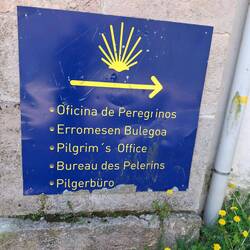 Oficina de Peregrinos
Erromesen Bulegoa
Pilgrim´s Office
Bureau des Pelerins
Pilgerbüro